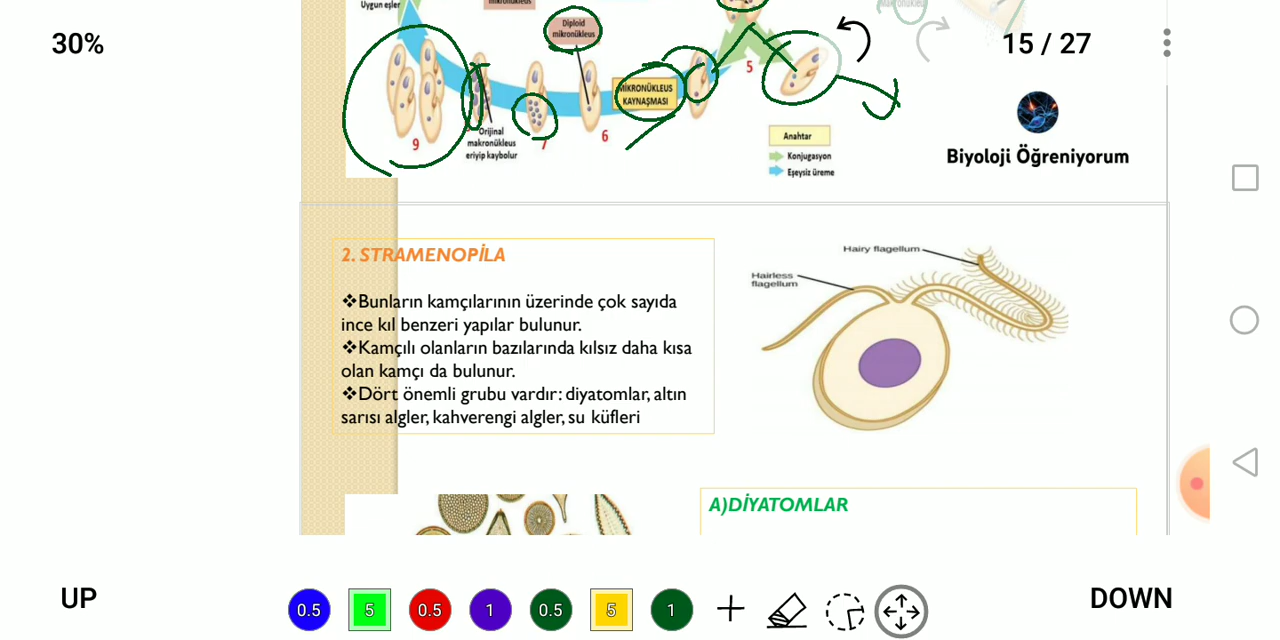 Uygun eşler
mikronükleus
30%
Diploid
mikronükleus
15 / 27
5
MİKRONÜKLEUS
KAYNAŞMASI
9
Orijinal
makronükleus
eriyip kaybolur
7
6
Anahtar
Konjugasyon
Eşeysiz üreme
Biyoloji Öğreniyorum
2. STRAMENOPİLA
❖Bunların kamçılarının üzerinde çok sayıda
ince kıl benzeri yapılar bulunur.
❖Kamçılı olanların bazılarında kılsız daha kısa
olan kamçı da bulunur.
❖Dört önemli grubu vardır: diyatomlar, altın
sarısı algler, kahverengi algler, su küfleri
Hairy flagellum
Hairless
flagellum
A)DİYATOMLAR
UP
0.5 5 0.5 1 0.5 5 1
DOWN